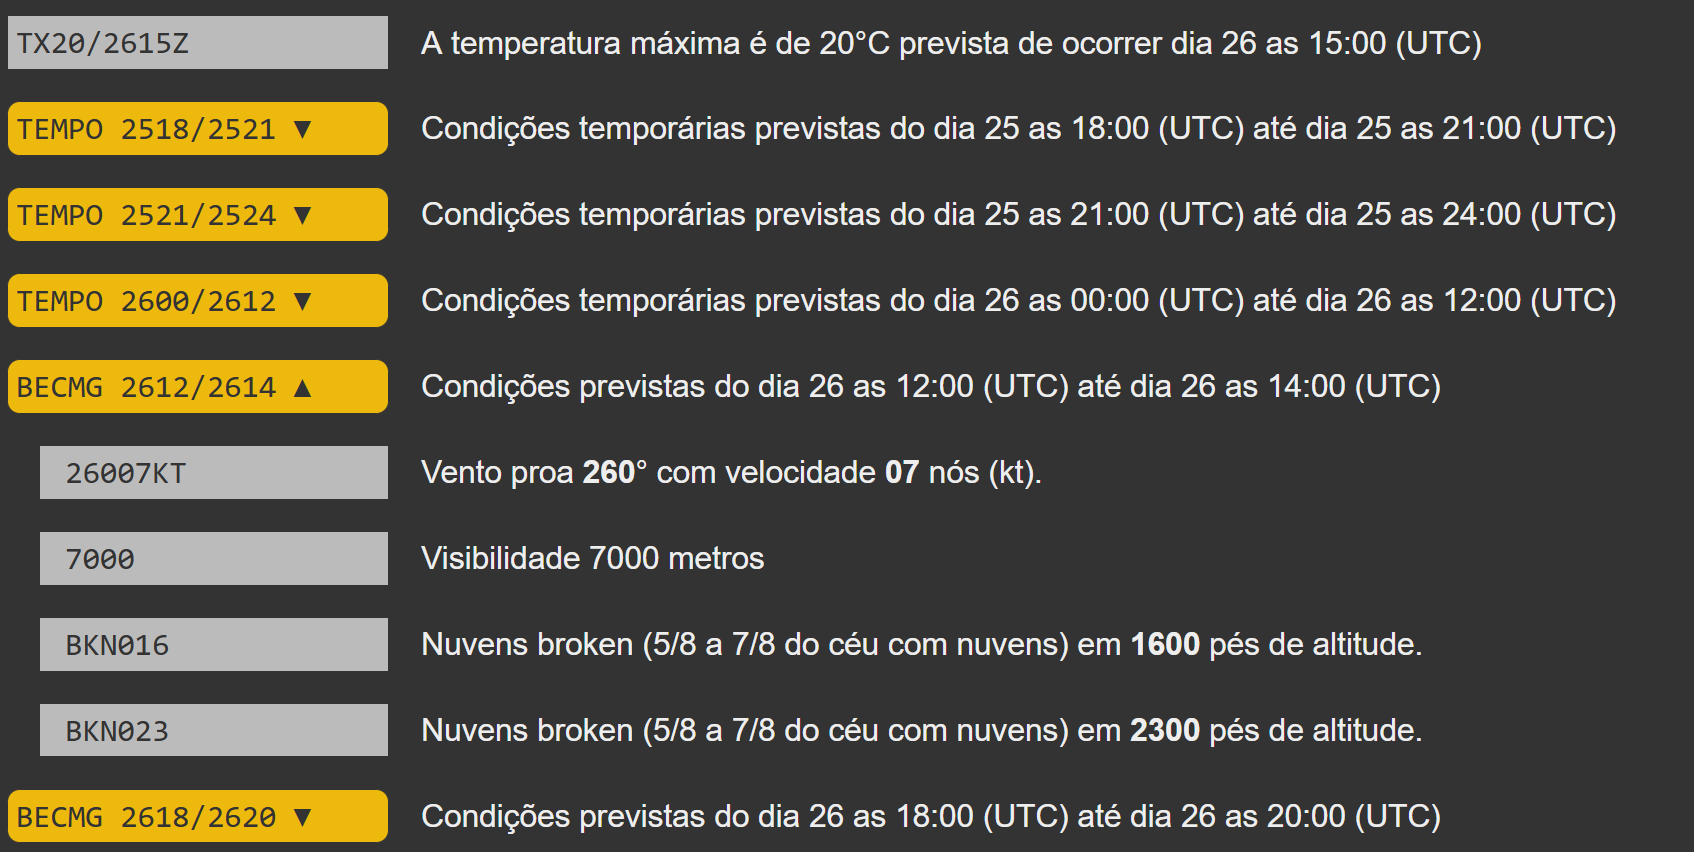 TX20/2615Z A temperatura máxima é de 20°C prevista de ocorrer dia 26 as 15:00 (UTC)
TEMPO 2518/2521 ▼ Condições temporárias previstas do dia 25 as 18:00 (UTC) até dia 25 as 21:00 (UTC)
TEMPO 2521/2524 ▼ Condições temporárias previstas do dia 25 as 21:00 (UTC) até dia 25 as 24:00 (UTC)
TEMPO 2600/2612 ▼ Condições temporárias previstas do dia 26 as 00:00 (UTC) até dia 26 as 12:00 (UTC)
BECMG 2612/2614 ▲ Condições previstas do dia 26 as 12:00 (UTC) até dia 26 as 14:00 (UTC)
26007KT Vento proa 260° com velocidade 07 nós (kt).
7000 Visibilidade 7000 metros
BKN016 Nuvens broken (5/8 a 7/8 do céu com nuvens) em 1600 pés de altitude.
BKN023 Nuvens broken (5/8 a 7/8 do céu com nuvens) em 2300 pés de altitude.
BECMG 2618/2620 ▼ Condições previstas do dia 26 as 18:00 (UTC) até dia 26 as 20:00 (UTC)